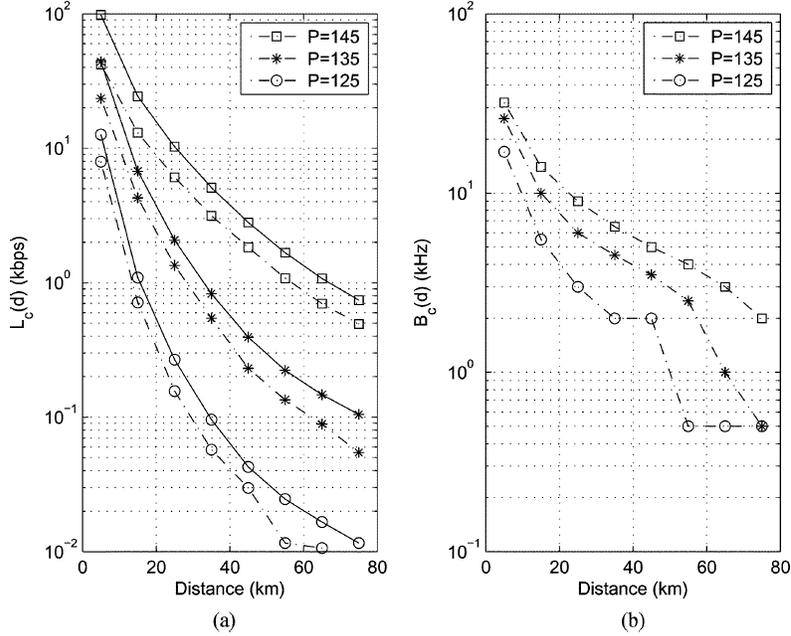 10^2
P=145
P=135
P=125
10^1
10^0
10^-1
10^-2
L_c(d) (kbps)
0 20 40 60 80
Distance (km)
(a)
10^2
P=145
P=135
P=125
10^1
10^0
10^-1
B_c(d) (kHz)
0 20 40 60 80
Distance (km)
(b)